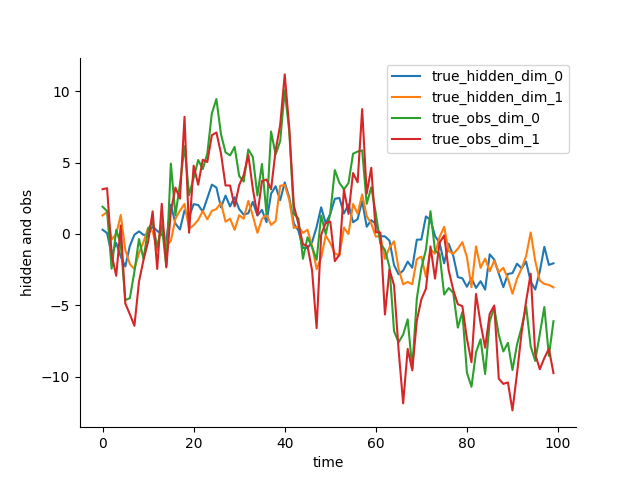 true_hidden_dim_0
true_hidden_dim_1
true_obs_dim_0
true_obs_dim_1
hidden and obs
10
5
0
−5
−10
0 20 40 60 80 100
time